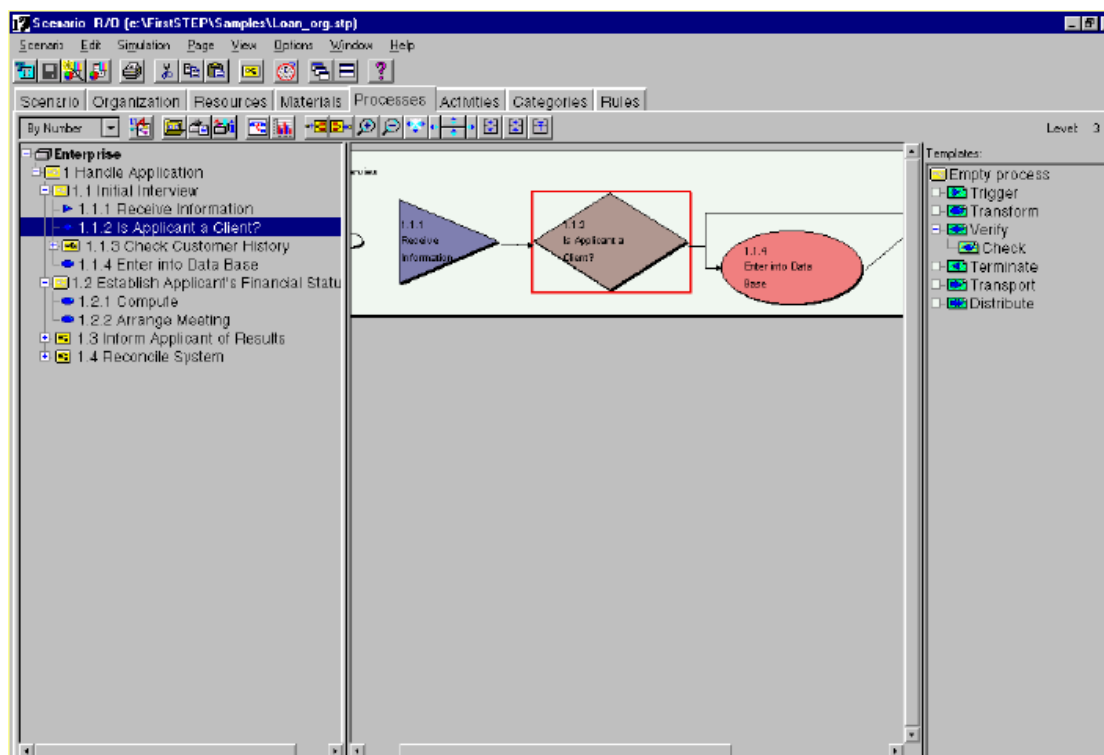 Scenario R/O (e:\FirstSTEP\Samples\Loan_org.stp)
Scenario Edit Simulation Page View Options Window Help
Scenario Organization Resources Materials Processes Activities Categories Rules
By Number Level: 3
Enterprise
1 Handle Application
1.1 Initial Interview
1.1.1 Receive Information
1.1.2 Is Applicant a Client?
1.1.3 Check Customer History
1.1.4 Enter into Data Base
1.2 Establish Applicant's Financial Statu
1.2.1 Compute
1.2.2 Arrange Meeting
1.3 Inform Applicant of Results
1.4 Reconcile System
1.1.1
Receive
Information
1.1.2
Is Applicant a
Client?
1.1.4
Enter into Data
Base
Templates:
Empty process
Trigger
Transform
Verify
Check
Terminate
Transport
Distribute